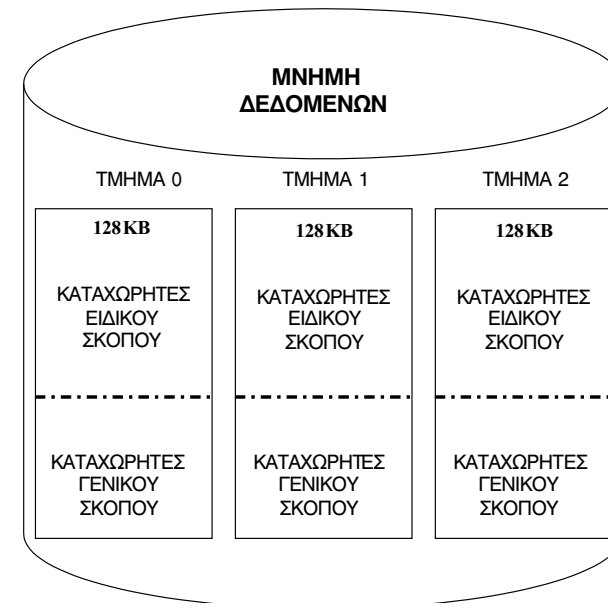 ΜΝΗΜΗ
ΔΕΔΟΜΕΝΩΝ
ΤΜΗΜΑ 0
ΤΜΗΜΑ 1
ΤΜΗΜΑ 2
128KB
ΚΑΤΑΧΩΡΗΤΕΣ
ΕΙΔΙΚΟΥ
ΣΚΟΠΟΥ
ΚΑΤΑΧΩΡΗΤΕΣ
ΓΕΝΙΚΟΥ
ΣΚΟΠΟΥ
128KB
ΚΑΤΑΧΩΡΗΤΕΣ
ΕΙΔΙΚΟΥ
ΣΚΟΠΟΥ
ΚΑΤΑΧΩΡΗΤΕΣ
ΓΕΝΙΚΟΥ
ΣΚΟΠΟΥ
128KB
ΚΑΤΑΧΩΡΗΤΕΣ
ΕΙΔΙΚΟΥ
ΣΚΟΠΟΥ
ΚΑΤΑΧΩΡΗΤΕΣ
ΓΕΝΙΚΟΥ
ΣΚΟΠΟΥ